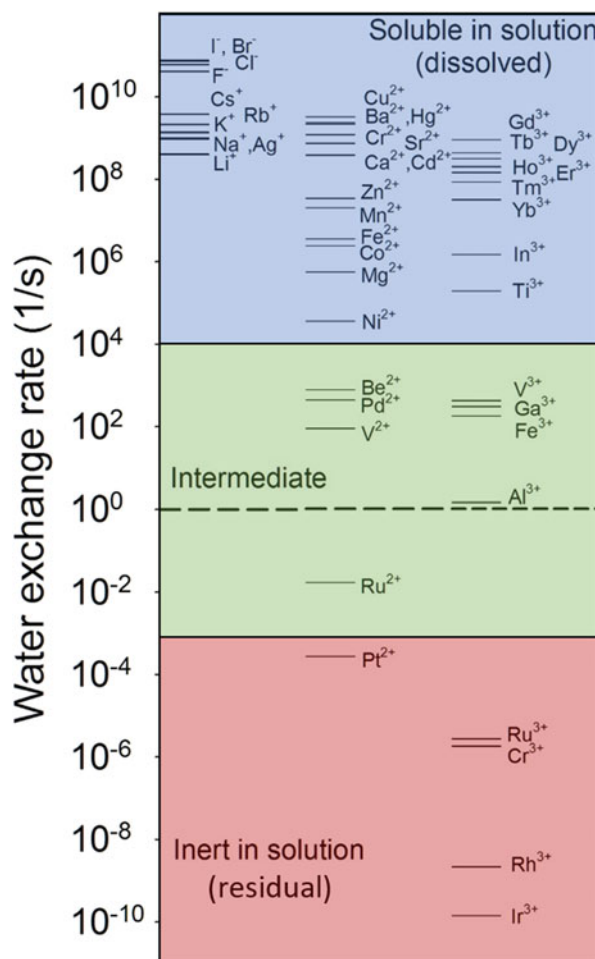 Water exchange rate (1/s)
10¹⁰
10⁸
10⁶
10⁴
10²
10⁰
10⁻²
10⁻⁴
10⁻⁶
10⁻⁸
10⁻¹⁰
Soluble in solution
(dissolved)
I⁻, Br⁻
Cl⁻
F⁻
Cs⁺
Rb⁺
K⁺
Na⁺,Ag⁺
Li⁺
Cu²⁺
Ba²⁺,Hg²⁺
Cr²⁺
Sr²⁺
Ca²⁺,Cd²⁺
Zn²⁺
Mn²⁺
Fe²⁺
Co²⁺
Mg²⁺
Ni²⁺
Gd³⁺
Tb³⁺ Dy³⁺
Ho³⁺
Er³⁺
Tm³⁺
Yb³⁺
In³⁺
Ti³⁺
Intermediate
Be²⁺
Pd²⁺
V²⁺
Ru²⁺
V³⁺
Ga³⁺
Fe³⁺
Al³⁺
Pt²⁺
Ru³⁺
Cr³⁺
Rh³⁺
Ir³⁺
Inert in solution
(residual)